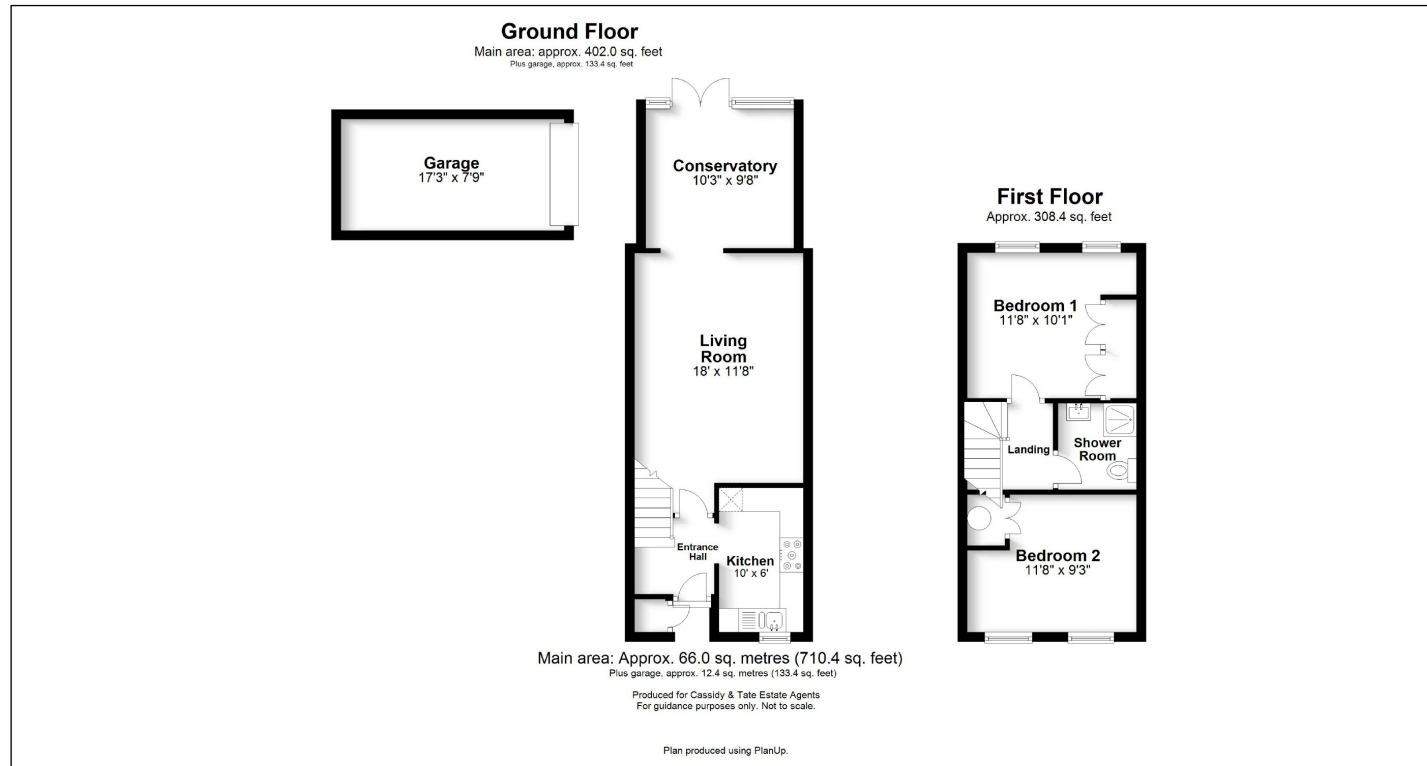 Ground Floor
Main area: approx. 402.0 sq. feet
Plus garage, approx. 133.4 sq. feet
Garage
17'3" x 7'9"
Conservatory
10'3" x 9'8"
Living
Room
18' x 11'8"
Entrance
Hall
Kitchen
10' x 6'
First Floor
Approx. 308.4 sq. feet
Bedroom 1
11'8" x 10'1"
Landing
Shower
Room
Bedroom 2
11'8" x 9'3"
Main area: Approx. 66.0 sq. metres (710.4 sq. feet)
Plus garage, approx. 12.4 sq. metres (133.4 sq. feet)
Produced for Cassidy & Tate Estate Agents
For guidance purposes only. Not to scale.
Plan produced using PlanUp.